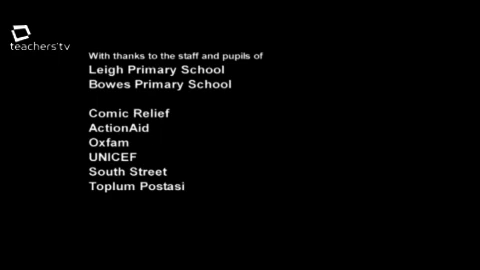 teachers'tv
With thanks to the staff and pupils of
Leigh Primary School
Bowes Primary School
Comic Relief
ActionAid
Oxfam
UNICEF
South Street
Toplum Postasi